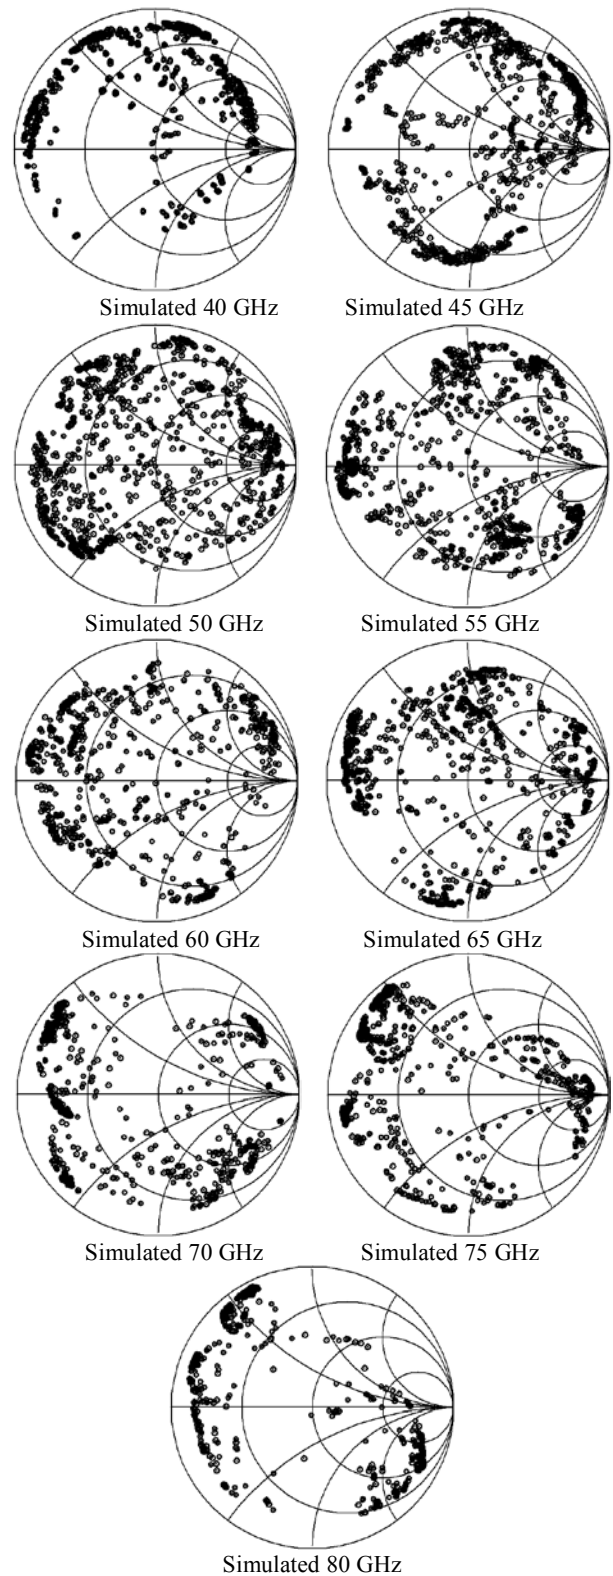 Simulated 40 GHz Simulated 45 GHz
Simulated 50 GHz Simulated 55 GHz
Simulated 60 GHz Simulated 65 GHz
Simulated 70 GHz Simulated 75 GHz
Simulated 80 GHz